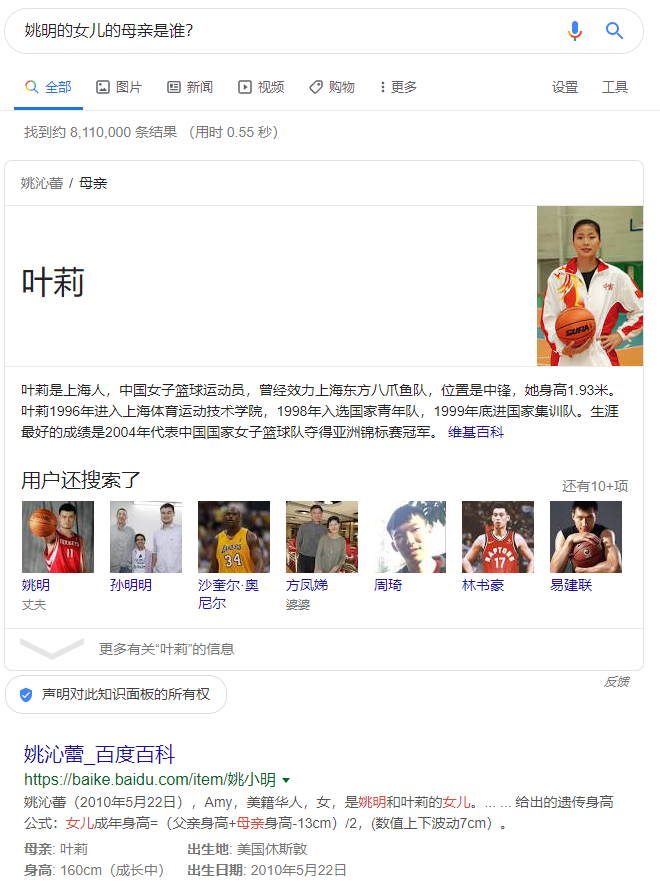 姚明的女儿的母亲是谁?
全部 图片 新闻 视频 购物 更多 设置 工具
找到约 8,110,000 条结果 （用时 0.55 秒）
姚沁蕾 / 母亲
叶莉
叶莉是上海人，中国女子篮球运动员，曾经效力上海东方八爪鱼队，位置是中锋，她身高1.93米。
叶莉1996年进入上海体育运动技术学院，1998年入选国家青年队，1999年底进国家集训队。生涯
最好的成绩是2004年代表中国国家女子篮球队夺得亚洲锦标赛冠军。 维基百科
用户还搜索了
还有10+项
姚明 孙明明 沙奎尔·奥尼尔 方凤娣 周琦 林书豪 易建联
丈夫 婆婆
更多有关“叶莉”的信息
反馈
声明对此知识面板的所有权
姚沁蕾_百度百科
https://baike.baidu.com/item/姚小明
姚沁蕾（2010年5月22日），Amy，美籍华人，女，是姚明和叶莉的女儿。... ... 给出的遗传身高
公式：女儿成年身高=（父亲身高+母亲身高-13cm）/2，(数值上下波动7cm）。
母亲: 叶莉 出生地: 美国休斯敦
身高: 160cm（成长中） 出生日期: 2010年5月22日